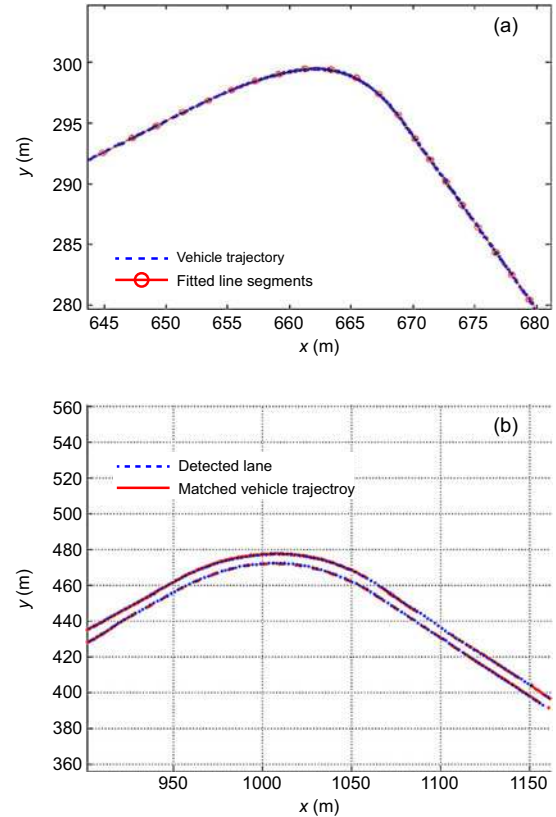 (a)
300
295
290
285
280
y (m)
Vehicle trajectory
Fitted line segments
645 650 655 660 665 670 675 680
x (m)
(b)
560
540
520
500
480
460
440
420
400
380
360
y (m)
Detected lane
Matched vehicle trajectroy
950 1000 1050 1100 1150
x (m)